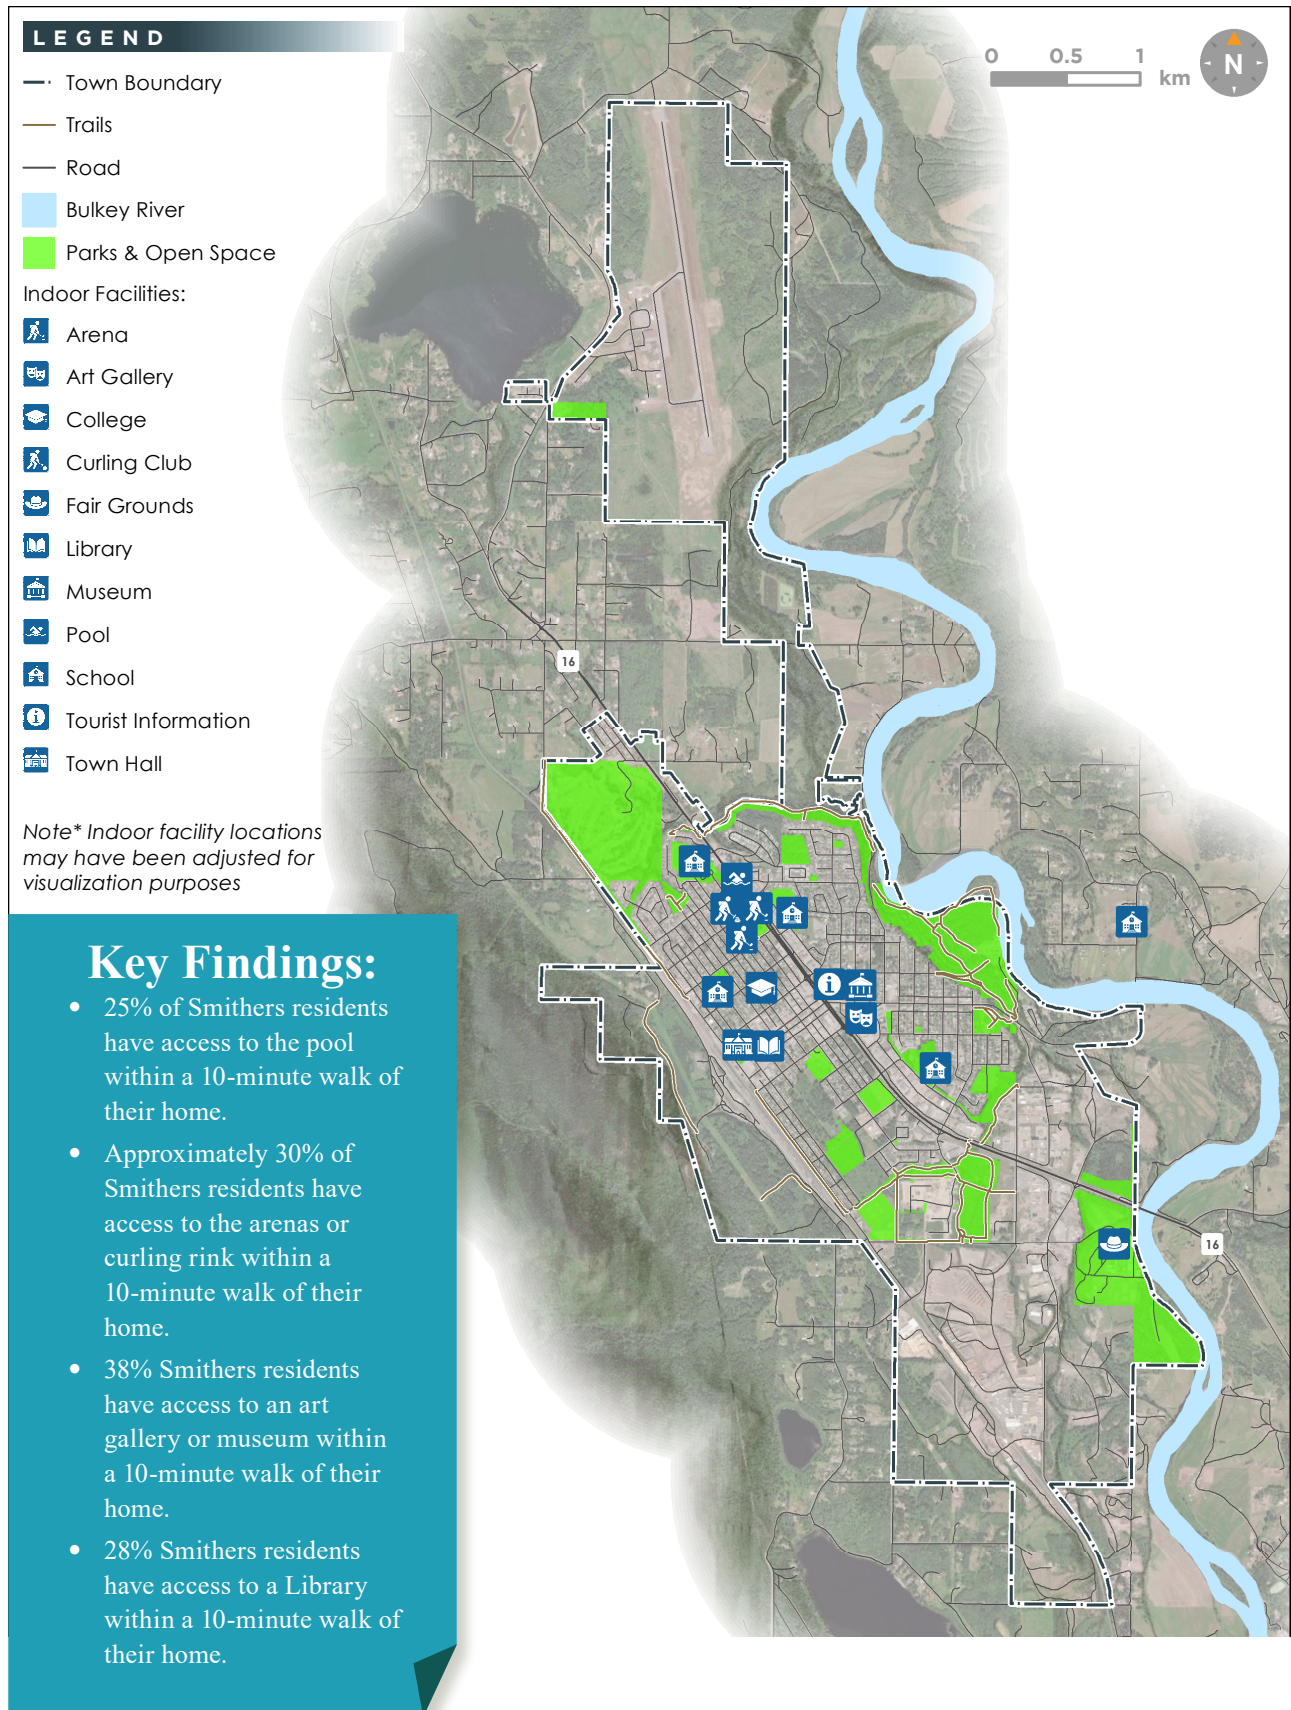 LEGEND
Town Boundary
Trails
Road
Bulkey River
Parks & Open Space
Indoor Facilities:
Arena
Art Gallery
College
Curling Club
Fair Grounds
Library
Museum
Pool
School
Tourist Information
Town Hall
Note* Indoor facility locations
may have been adjusted for
visualization purposes
0 0.5 1
km
N
16
16
Key Findings:
• 25% of Smithers residents
have access to the pool
within a 10-minute walk of
their home.
• Approximately 30% of
Smithers residents have
access to the arenas or
curling rink within a
10-minute walk of their
home.
• 38% Smithers residents
have access to an art
gallery or museum within
a 10-minute walk of their
home.
• 28% Smithers residents
have access to a Library
within a 10-minute walk of
their home.